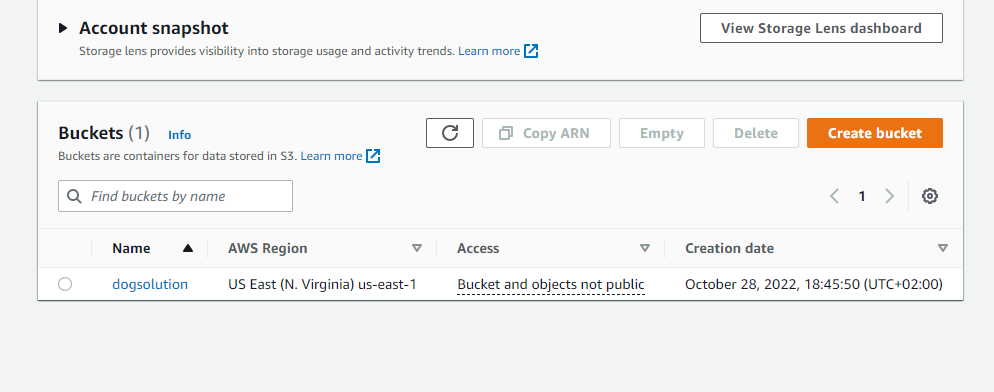 Account snapshot
View Storage Lens dashboard
Storage lens provides visibility into storage usage and activity trends. Learn more
Buckets (1) Info
Copy ARN
Empty
Delete
Create bucket
Buckets are containers for data stored in S3. Learn more
Find buckets by name
1
Name AWS Region Access Creation date
dogsolution US East (N. Virginia) us-east-1 Bucket and objects not public October 28, 2022, 18:45:50 (UTC+02:00)